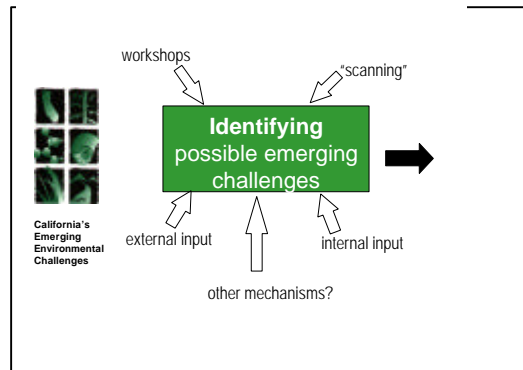 workshops
“scanning”
Identifying
possible emerging
challenges
California’s
Emerging
Environmental
Challenges
external input
internal input
other mechanisms?